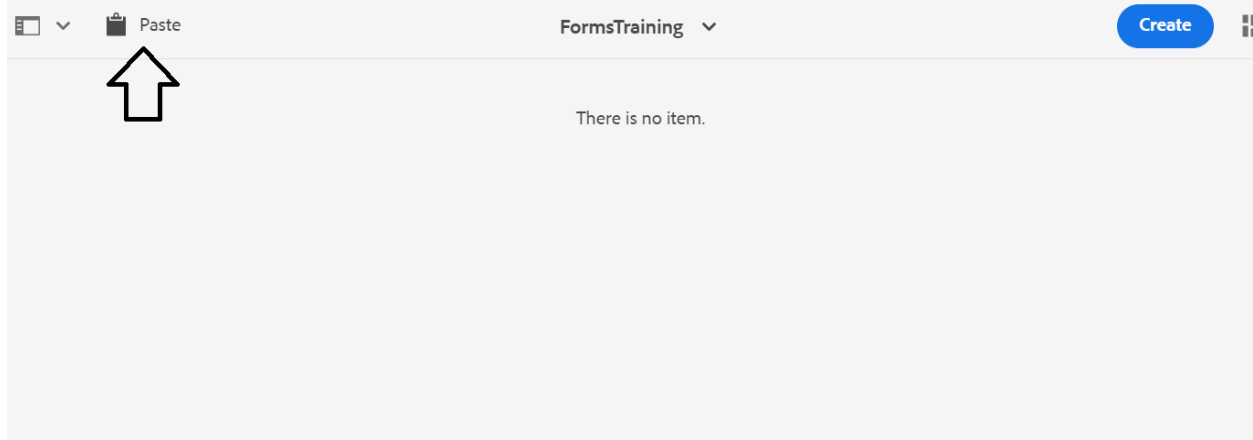 Paste
FormsTraining
Create
There is no item.